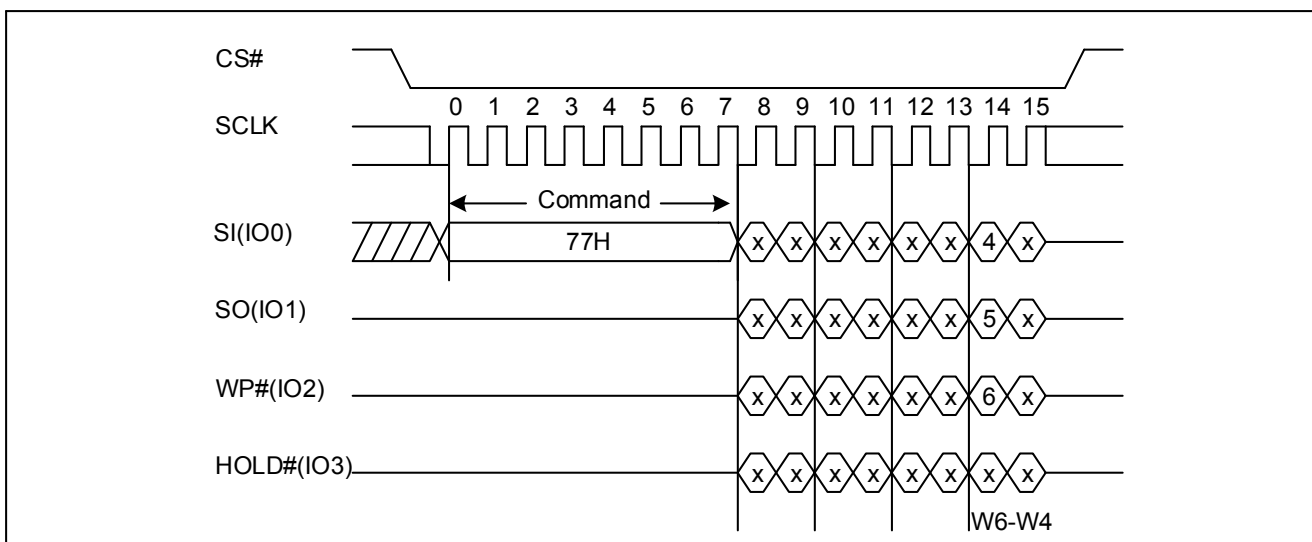 CS#
0 1 2 3 4 5 6 7 8 9 10 11 12 13 14 15
SCLK
Command
SI(IO0)
77H
x x x x x x 4 x
SO(IO1)
x x x x x x 5 x
WP#(IO2)
x x x x x x 6 x
HOLD#(IO3)
x x x x x x x x
W6-W4